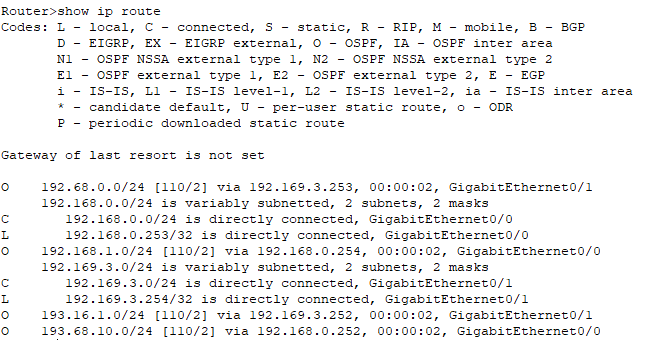 Router>show ip route
Codes: L - local, C - connected, S - static, R - RIP, M - mobile, B - BGP
D - EIGRP, EX - EIGRP external, O - OSPF, IA - OSPF inter area
N1 - OSPF NSSA external type 1, N2 - OSPF NSSA external type 2
E1 - OSPF external type 1, E2 - OSPF external type 2, E - EGP
i - IS-IS, L1 - IS-IS level-1, L2 - IS-IS level-2, ia - IS-IS inter area
* - candidate default, U - per-user static route, o - ODR
P - periodic downloaded static route
Gateway of last resort is not set
O 192.68.0.0/24 [110/2] via 192.169.3.253, 00:00:02, GigabitEthernet0/1
192.168.0.0/24 is variably subnetted, 2 subnets, 2 masks
C 192.168.0.0/24 is directly connected, GigabitEthernet0/0
L 192.168.0.253/32 is directly connected, GigabitEthernet0/0
O 192.168.1.0/24 [110/2] via 192.168.0.254, 00:00:02, GigabitEthernet0/0
192.169.3.0/24 is variably subnetted, 2 subnets, 2 masks
C 192.169.3.0/24 is directly connected, GigabitEthernet0/1
L 192.169.3.254/32 is directly connected, GigabitEthernet0/1
O 193.16.1.0/24 [110/2] via 192.169.3.252, 00:00:02, GigabitEthernet0/1
O 193.68.10.0/24 [110/2] via 192.168.0.252, 00:00:02, GigabitEthernet0/0